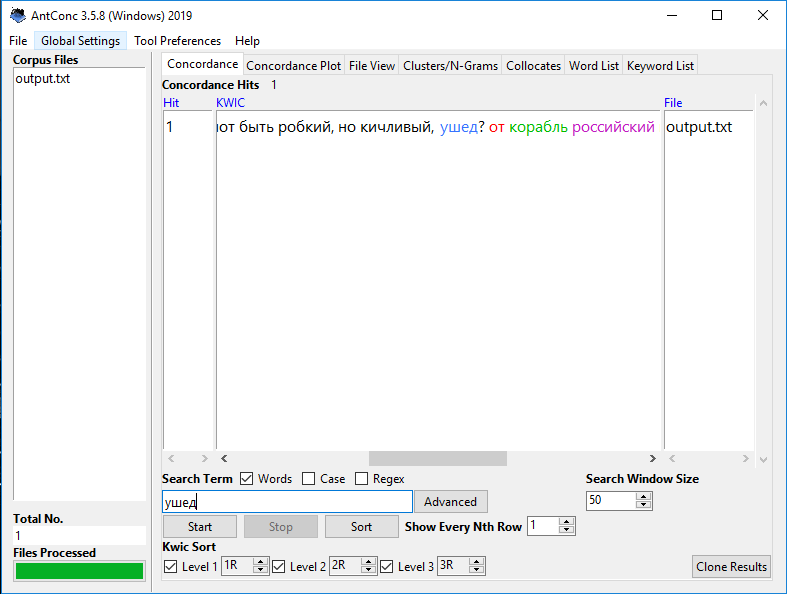 AntConc 3.5.8 (Windows) 2019
File Global Settings Tool Preferences Help
Corpus Files
output.txt
Concordance Concordance Plot File View Clusters/N-Grams Collocates Word List Keyword List
Concordance Hits 1
Hit KWIC File
1 быть робкий, но кичливый, ушед? от корабль российский output.txt
Search Term Words Case Regex Search Window Size
ушед Advanced 50
Start Stop Sort Show Every Nth Row 1
Kwic Sort
Level 1 1R Level 2 2R Level 3 3R Clone Results
Total No.
1
Files Processed